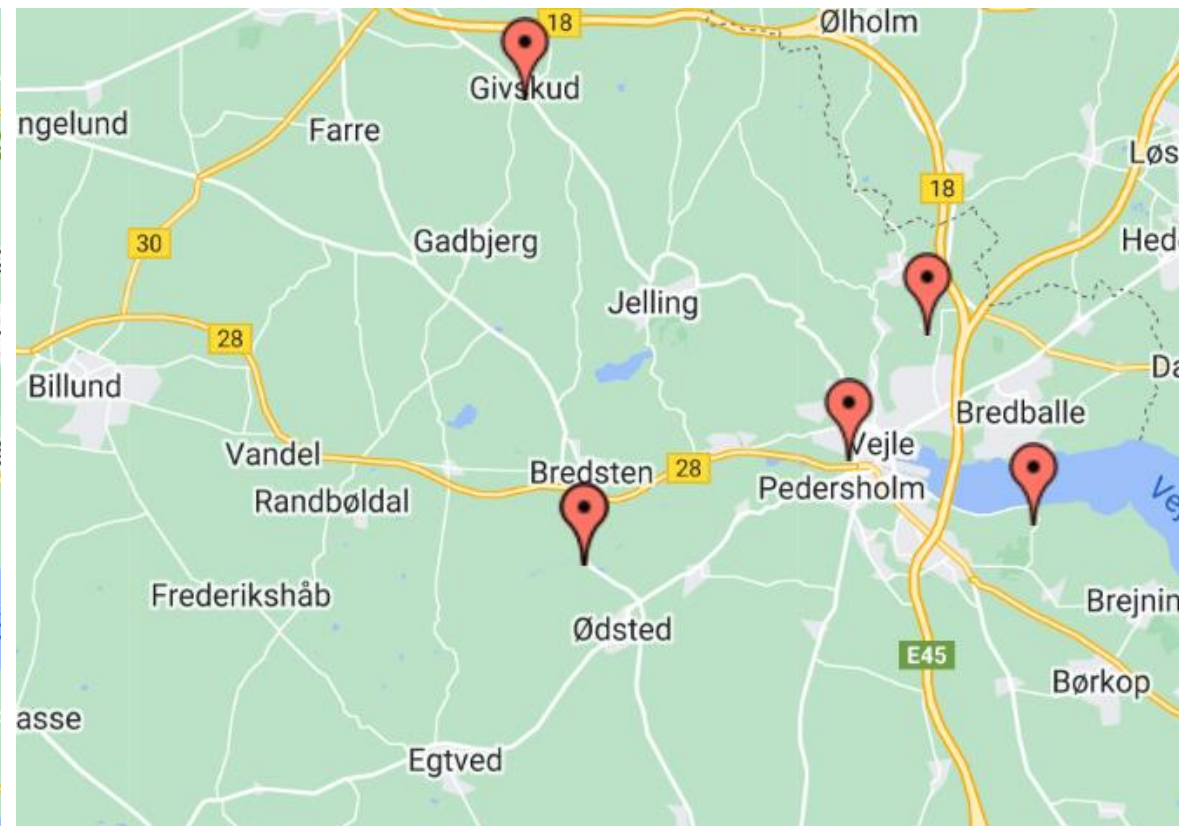 18
Ølholm
Givskud
ngelund
Farre
Løs
18
30
Gadbjerg
Hed
Jelling
28
Da
Billund
Bredballe
Vandel
Vejle
Bredsten
28
Randbøldal
Pedersholm
Vej
Frederikshåb
Brejnin
Ødsted
E45
Børkop
asse
Egtved